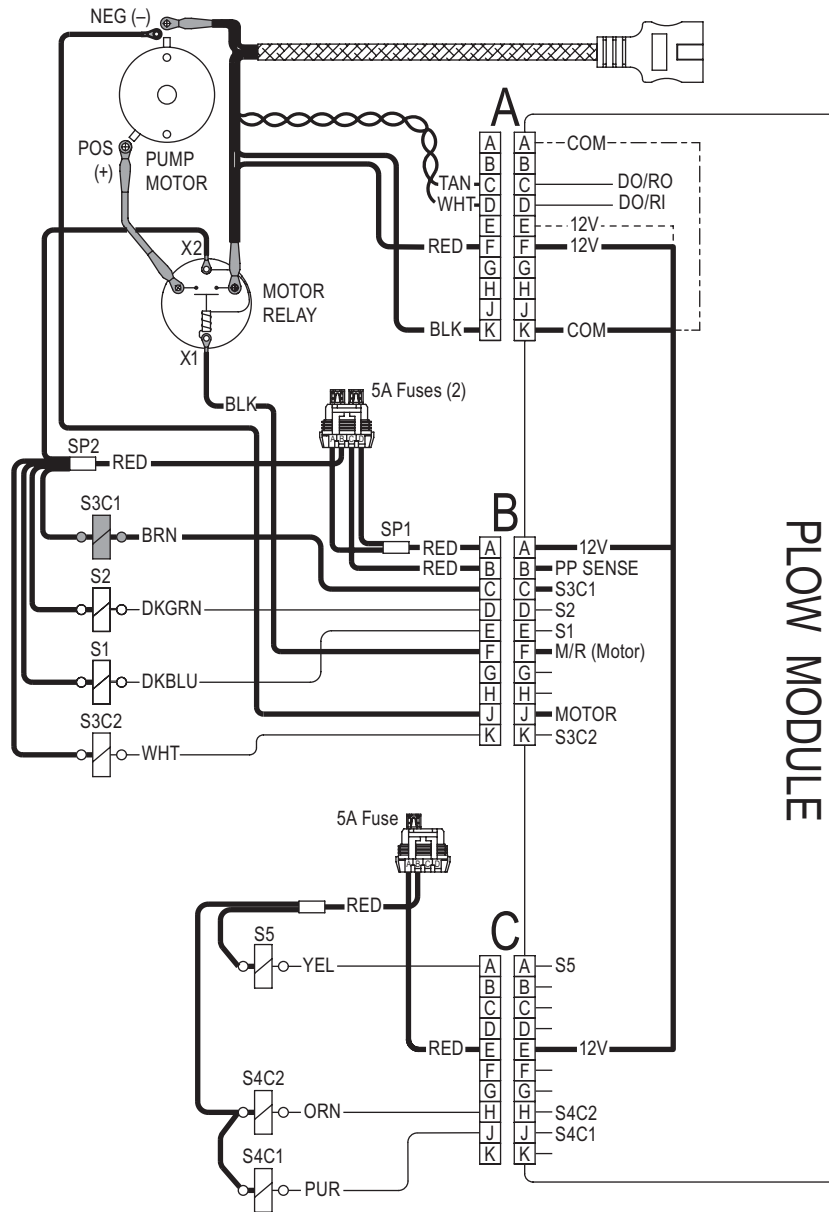 NEG (–)
POS
(+)
PUMP
MOTOR
X2
MOTOR
RELAY
X1
BLK
A
A
B
C
D
E
F
G
H
J
K
A
B
C
D
E
F
G
H
J
K
TAN
WHT
RED
BLK
COM
DO/RO
DO/RI
12V
12V
COM
5A Fuses (2)
A B C D
SP2
RED
SP1
RED
RED
S3C1
BRN
S2
DKGRN
S1
DKBLU
S3C2
WHT
B
A
B
C
D
E
F
G
H
J
K
A
B
C
D
E
F
G
H
J
K
12V
PP SENSE
S3C1
S2
S1
M/R (Motor)
MOTOR
S3C2
PLOW MODULE
5A Fuse
A B C D
RED
S5
YEL
RED
S4C2
ORN
S4C1
PUR
C
A
B
C
D
E
F
G
H
J
K
A
B
C
D
E
F
G
H
J
K
S5
12V
S4C2
S4C1